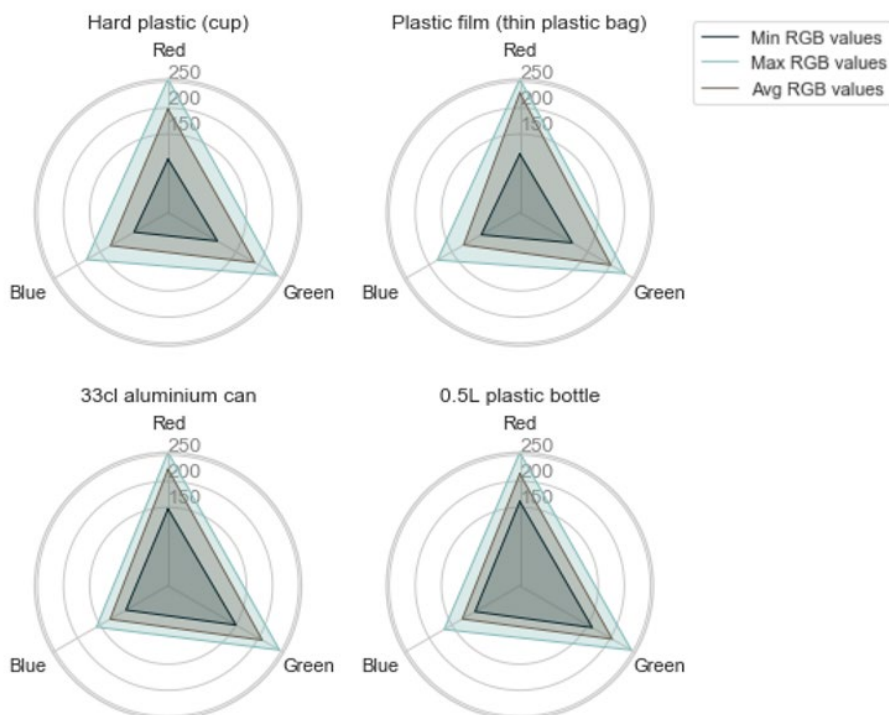 Hard plastic (cup)
Red
250
200
150
Blue
Green
Plastic film (thin plastic bag)
Red
250
200
150
Blue
Green
Min RGB values
Max RGB values
Avg RGB values
33cl aluminium can
Red
250
200
150
Blue
Green
0.5L plastic bottle
Red
250
200
150
Blue
Green